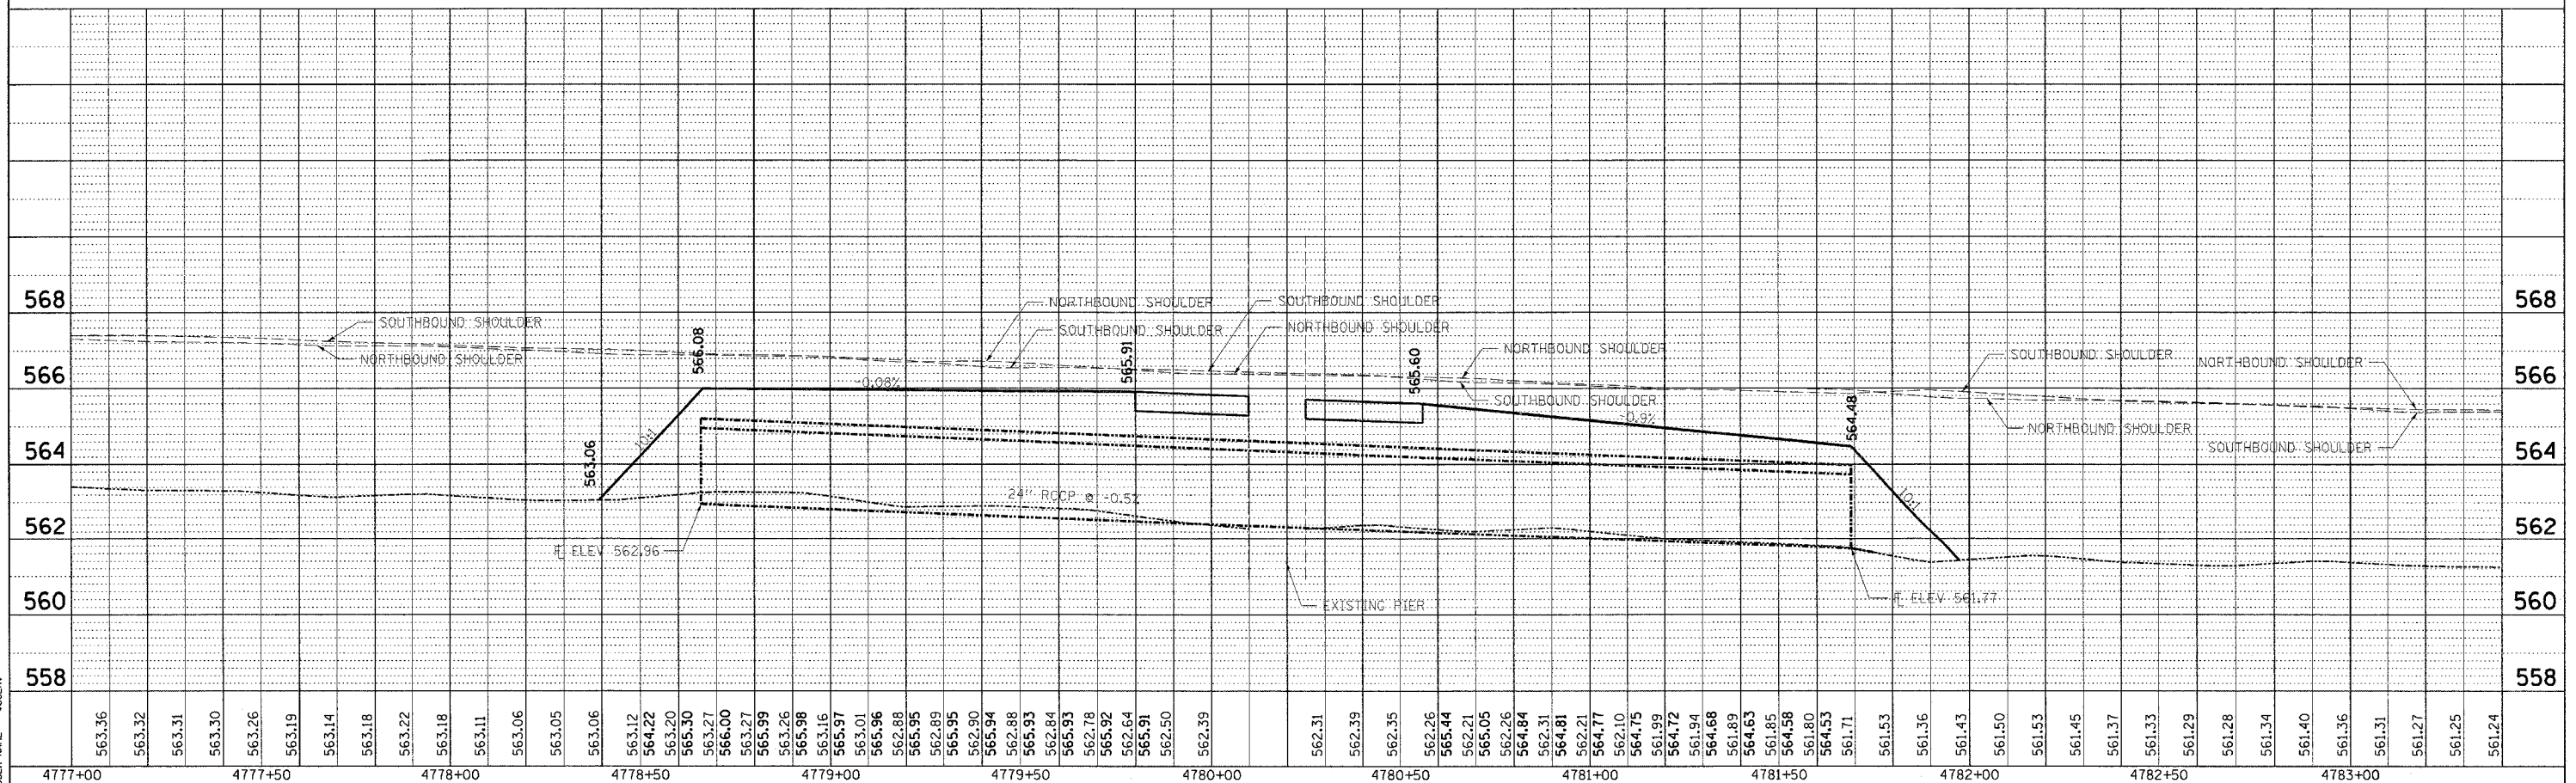 568
568
NORTHBOUND SHOULDER
SOUTHBOUND SHOULDER
SOUTHBOUND SHOULDER
SOUTHBOUND SHOULDER
NORTHBOUND SHOULDER
NORTHBOUND SHOULDER
566.08
565.91
565.60
NORTHBOUND SHOULDER
SOUTHBOUND SHOULDER
NORTHBOUND SHOULDER
566
566
-0.08%
SOUTHBOUND SHOULDER
-0.9%
564.48
NORTHBOUND SHOULDER
SOUTHBOUND SHOULDER
563.06
10:1
564
564
24" RCCP @ -0.5%
10:1
562
562
FL ELEV 562.96
560
EXISTING PIER
FL ELEV 561.77
560
558
558
563.36 563.32 563.31 563.30 563.26 563.19 563.14 563.18 563.22 563.18 563.11 563.06 563.05 563.06 563.12 564.22 563.20 565.30 563.27 566.00 563.27 565.99 563.26 565.98 563.16 565.97 563.01 565.96 562.88 565.95 562.89 565.95 562.90 565.94 562.88 565.93 562.84 565.93 562.78 565.92 562.64 565.91 562.50 562.39 562.31 562.39 562.35 562.26 565.44 562.21 565.05 562.26 564.84 562.31 564.81 562.21 564.77 562.10 564.75 561.99 564.72 561.94 564.68 561.89 564.63 561.85 564.58 561.80 564.53 561.71 561.53 561.36 561.43 561.50 561.53 561.45 561.37 561.33 561.29 561.28 561.34 561.40 561.36 561.31 561.27 561.25 561.24
4777+00 4777+50 4778+00 4778+50 4779+00 4779+50 4780+00 4780+50 4781+00 4781+50 4782+00 4782+50 4783+00